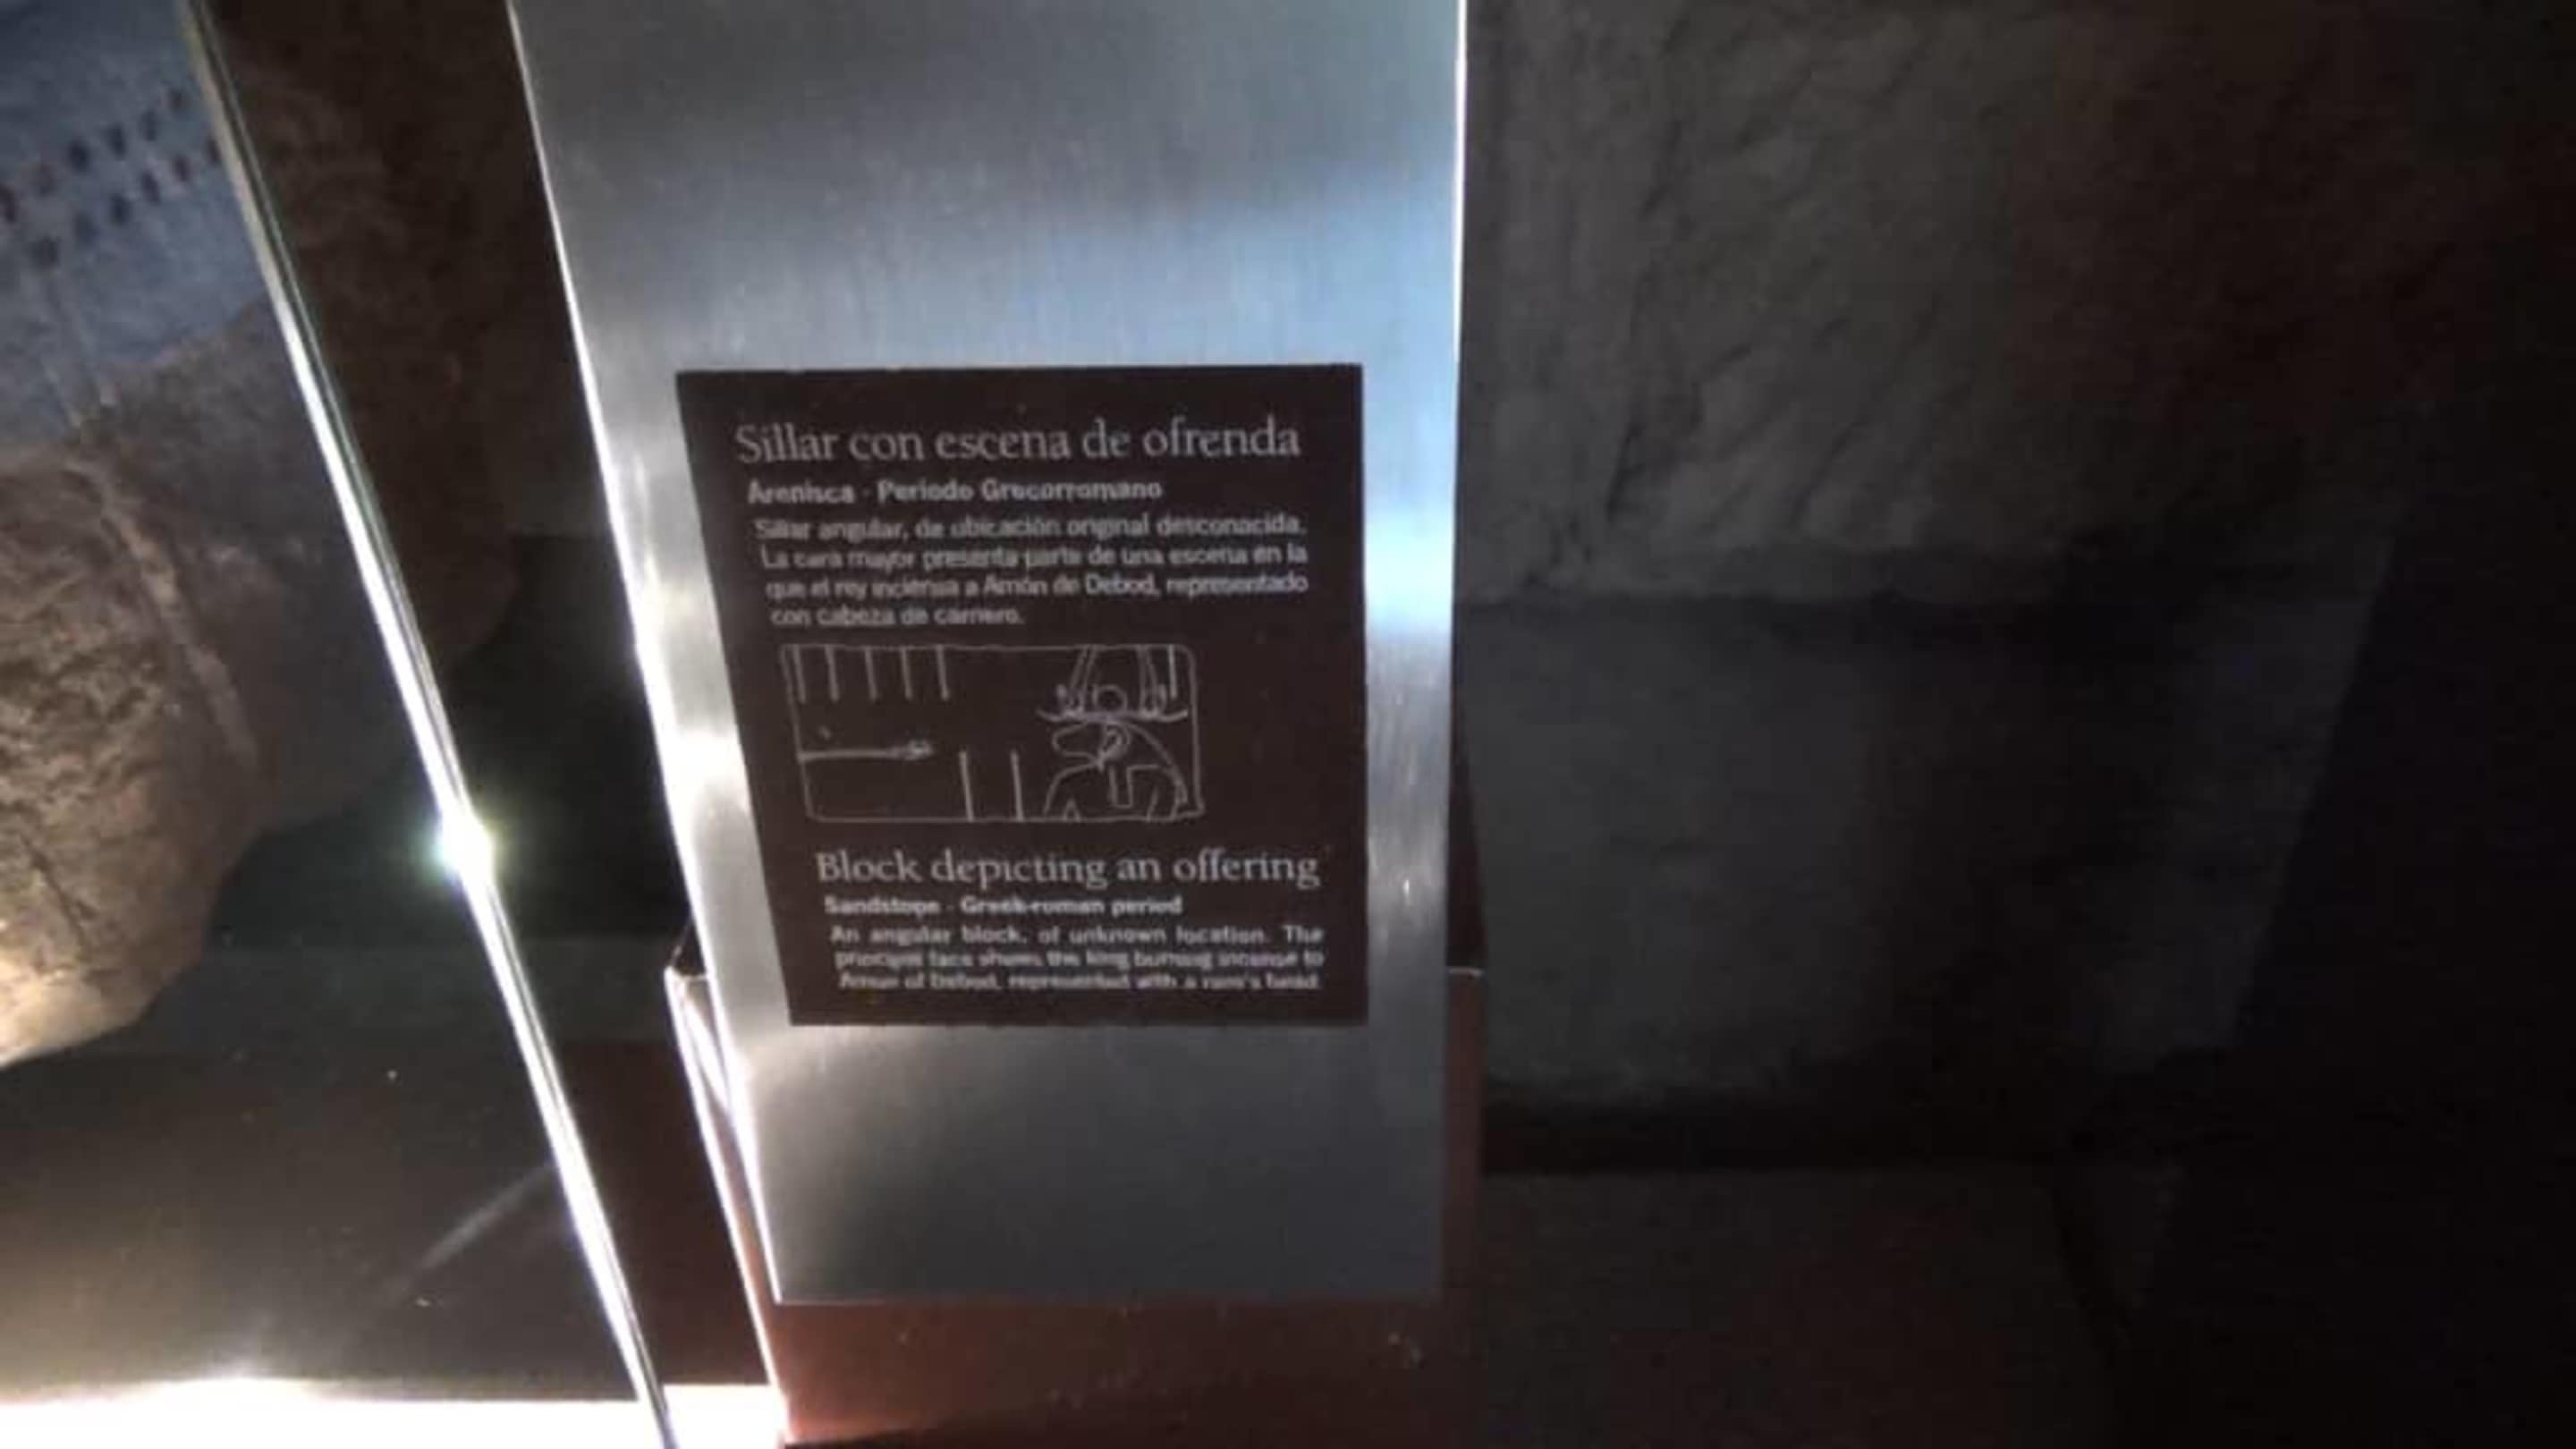 Sillar con escena de ofrenda
Arenisca - Periodo Grecorromano
Sillar angular, de ubicación original desconocida.
La cara mayor presenta parte de una escena en la
que el rey inciensa a Amón de Debod, representado
con cabeza de carnero.
Block depicting an offering
Sandstone - Greek-roman period
An angular block, of unknown location. The
principal face shows the king burning incense to
Amun of Debod, represented with a ram's head.